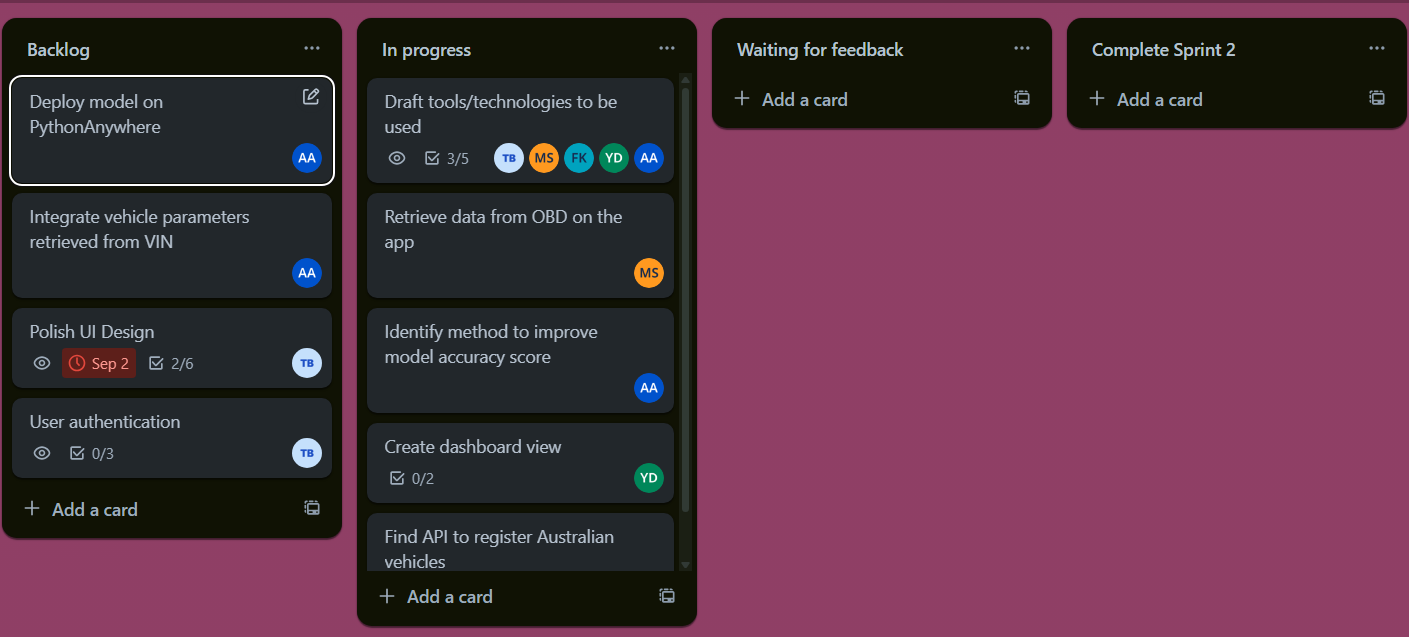 Backlog
Deploy model on
PythonAnywhere
AA
Integrate vehicle parameters
retrieved from VIN
AA
Polish UI Design
Sep 2
2/6
TB
User authentication
0/3
TB
Add a card
In progress
Draft tools/technologies to be
used
3/5
TB
MS
FK
YD
AA
Retrieve data from OBD on the
app
MS
Identify method to improve
model accuracy score
AA
Create dashboard view
0/2
YD
Find API to register Australian
vehicles
Add a card
Waiting for feedback
Add a card
Complete Sprint 2
Add a card